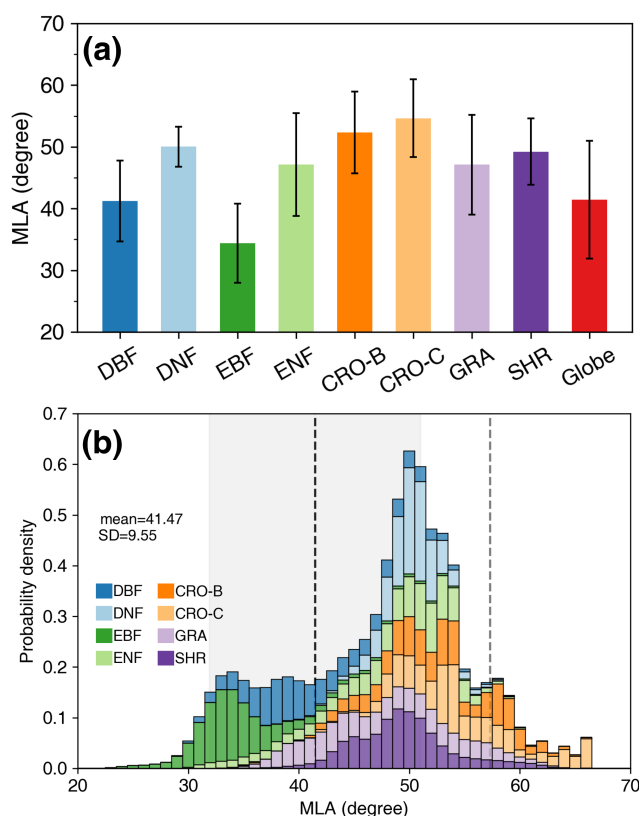 (a)
MLA (degree)
70
60
50
40
30
20
DBF DNF EBF ENF CRO-B CRO-C GRA SHR Globe
(b)
Probability density
0.7
0.6
0.5
0.4
0.3
0.2
0.1
0.0
mean=41.47
SD=9.55
DBF CRO-B
DNF CRO-C
EBF GRA
ENF SHR
20 30 40 50 60 70
MLA (degree)